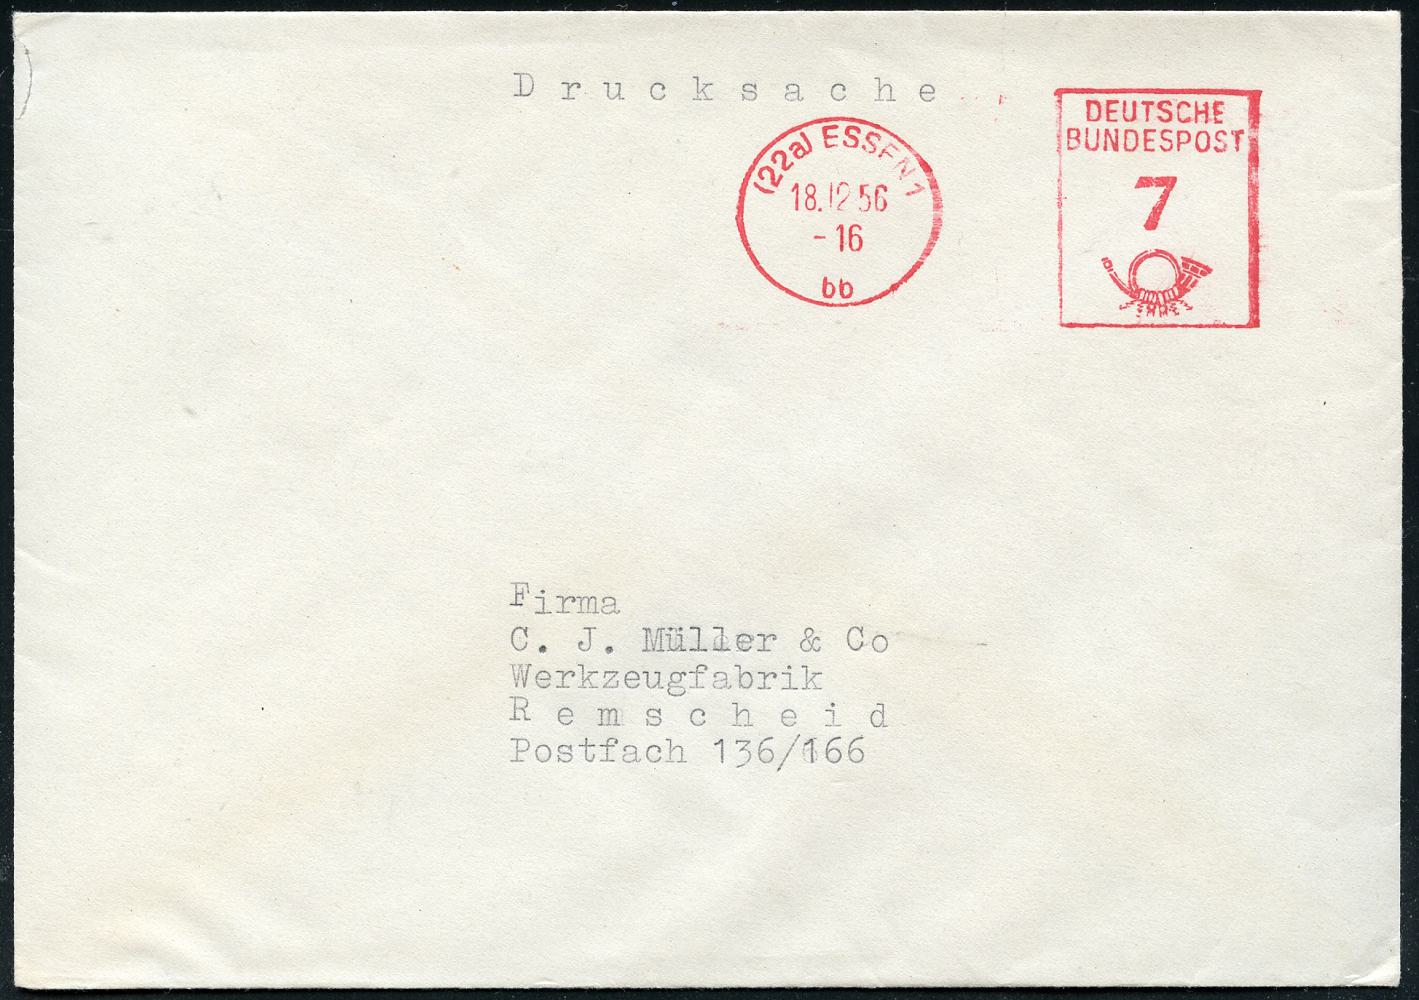 Drucksache
(22a) ESSEN 1
18.12.56
- 16
bb
DEUTSCHE
BUNDESPOST
7
Firma
C. J. Müller & Co
Werkzeugfabrik
Remscheid
Postfach 136/166